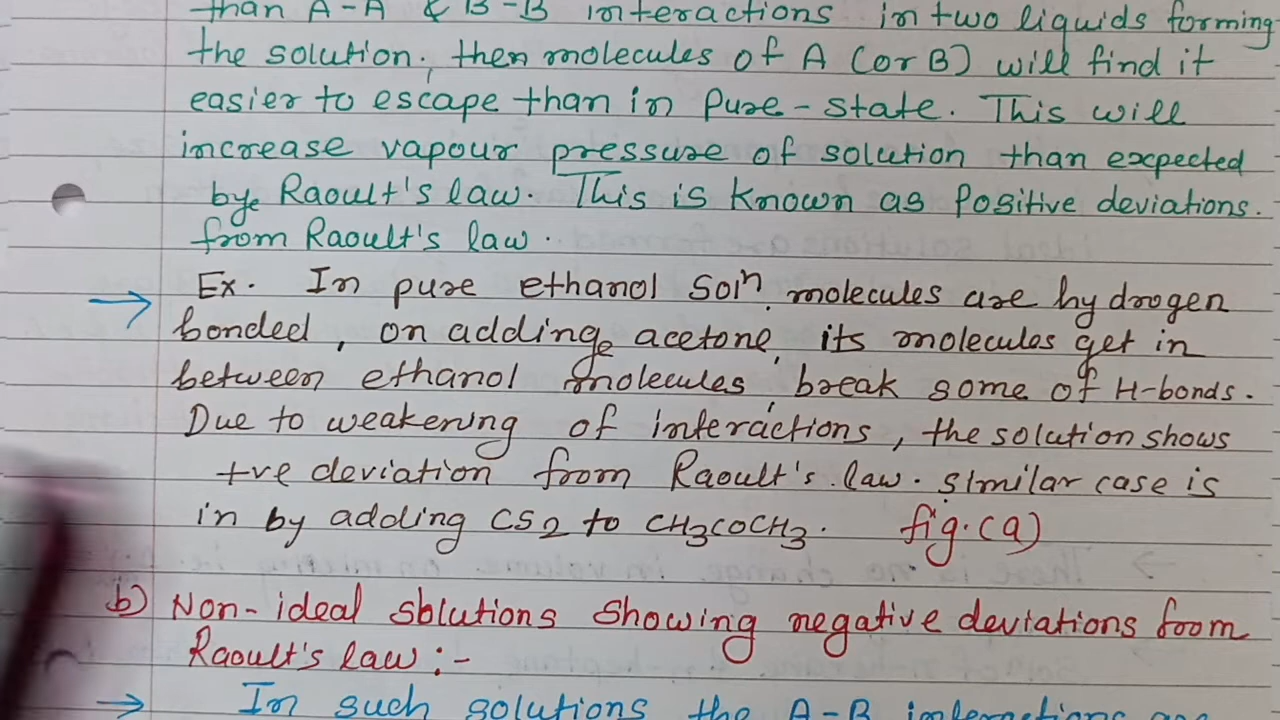 than A-A & B-B interactions in two liquids forming
the solution, then molecules of A (or B) will find it
easier to escape than in Pure-state. This will
increase vapour pressure of solution than expected
by Raoult's law. This is known as Positive deviations.
from Raoult's law.
→ Ex. In pure ethanol Soln molecules are hydrogen
bonded, on adding acetone, its molecules get in
between ethanol molecules, break some of H-bonds.
Due to weakening of interactions, the solution shows
+ve deviation from Raoult's law. similar case is
in by adding CS2 to CH3COCH3. fig.(a)
b) Non-ideal solutions showing negative deviations from
Raoult's law :-
→ In such solutions the A-B interactions are